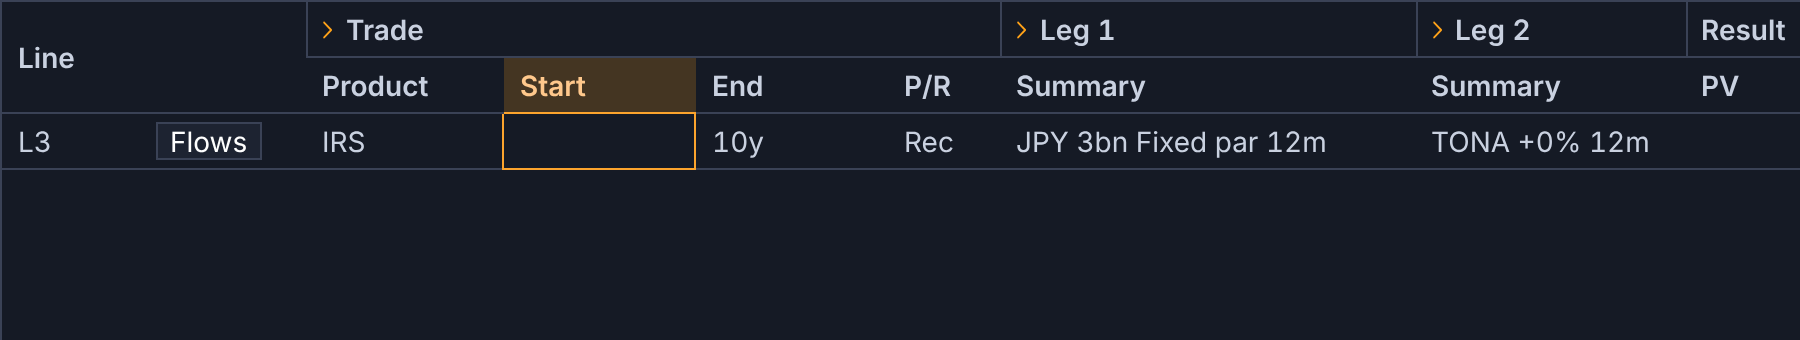 Line Trade Leg 1 Leg 2 Result
Product Start End P/R Summary Summary PV
L3 Flows IRS 10y Rec JPY 3bn Fixed par 12m TONA +0% 12m